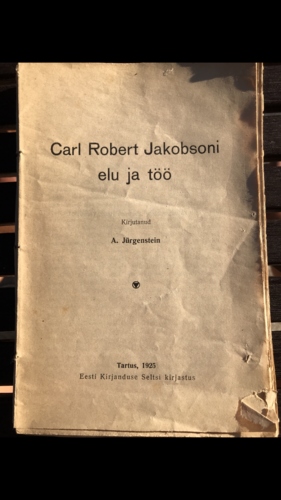 Carl Robert Jakobsoni
elu ja töö
Kirjutanud
A. Jürgenstein
Tartus, 1925
Eesti Kirjanduse Seltsi kirjastus